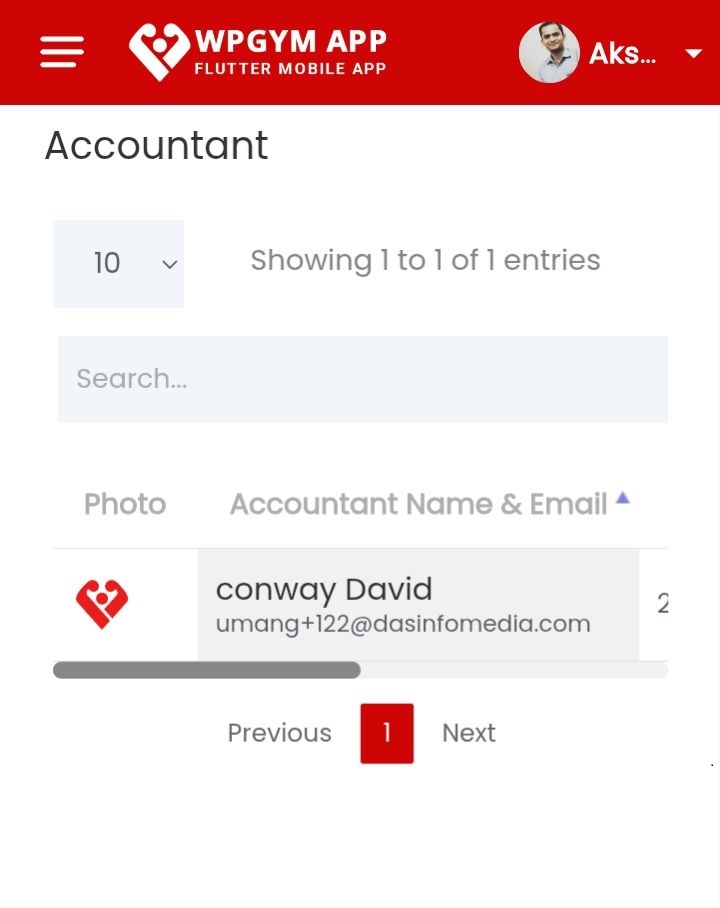 WPGYM APP
FLUTTER MOBILE APP
Aks...
Accountant
10
Showing 1 to 1 of 1 entries
Search...
Photo
Accountant Name & Email
conway David
umang+122@dasinfomedia.com
2
Previous
1
Next